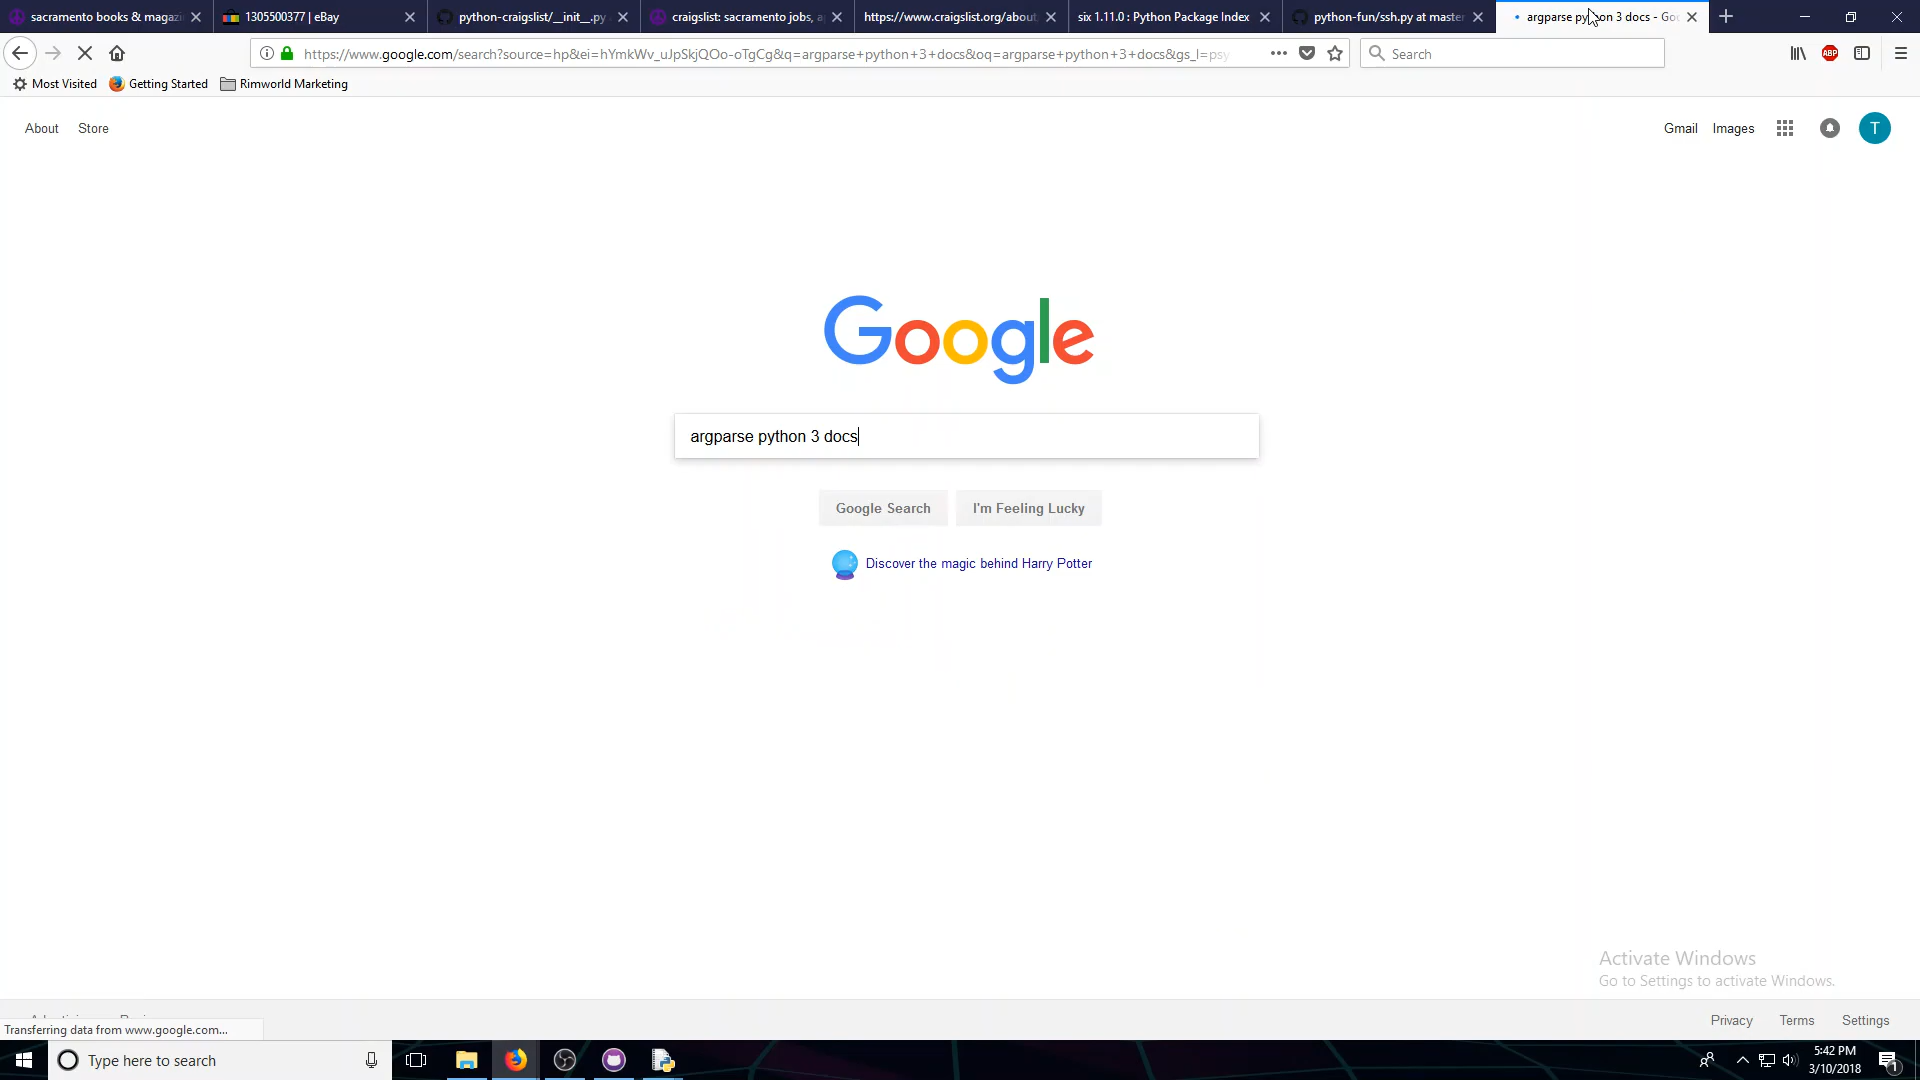 sacramento books & magazi
1305500377 | eBay
python-craigslist/__init__.py
craigslist: sacramento jobs, a
https://www.craigslist.org/about
six 1.11.0 : Python Package Index
python-fun/ssh.py at master
argparse python 3 docs - Go
https://www.google.com/search?source=hp&ei=hYmkWv_uJpSkjQOo-oTgCg&q=argparse+python+3+docs&oq=argparse+python+3+docs&gs_l=psy
Search
ABP
Most Visited
Getting Started
Rimworld Marketing
About
Store
Gmail
Images
T
Google
argparse python 3 docs
Google Search
I'm Feeling Lucky
Discover the magic behind Harry Potter
Activate Windows
Go to Settings to activate Windows.
Transferring data from www.google.com...
Privacy
Terms
Settings
Type here to search
5:42 PM
3/10/2018
1